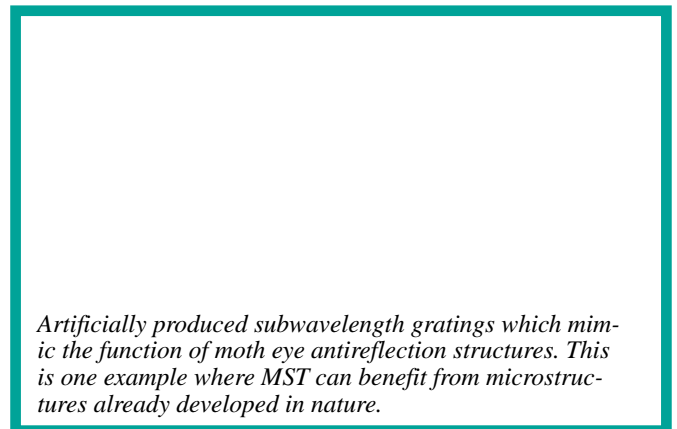 Artificially produced subwavelength gratings which mim-
ic the function of moth eye antireflection structures. This
is one example where MST can benefit from microstruc-
tures already developed in nature.